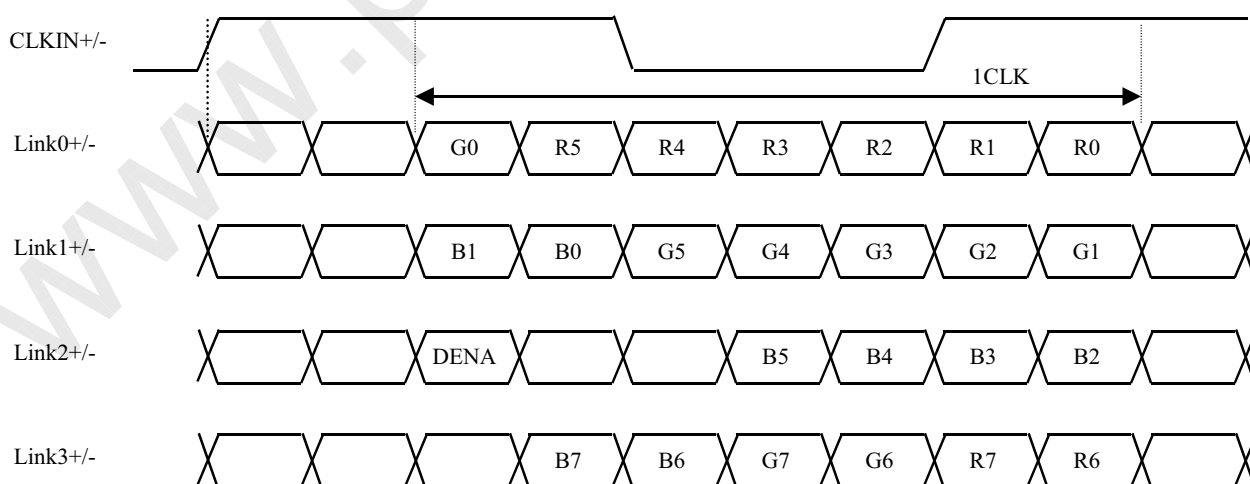 CLKIN+/-
1CLK
Link0+/- G0 R5 R4 R3 R2 R1 R0
Link1+/- B1 B0 G5 G4 G3 G2 G1
Link2+/- DENA B5 B4 B3 B2
Link3+/- B7 B6 G7 G6 R7 R6
www.p